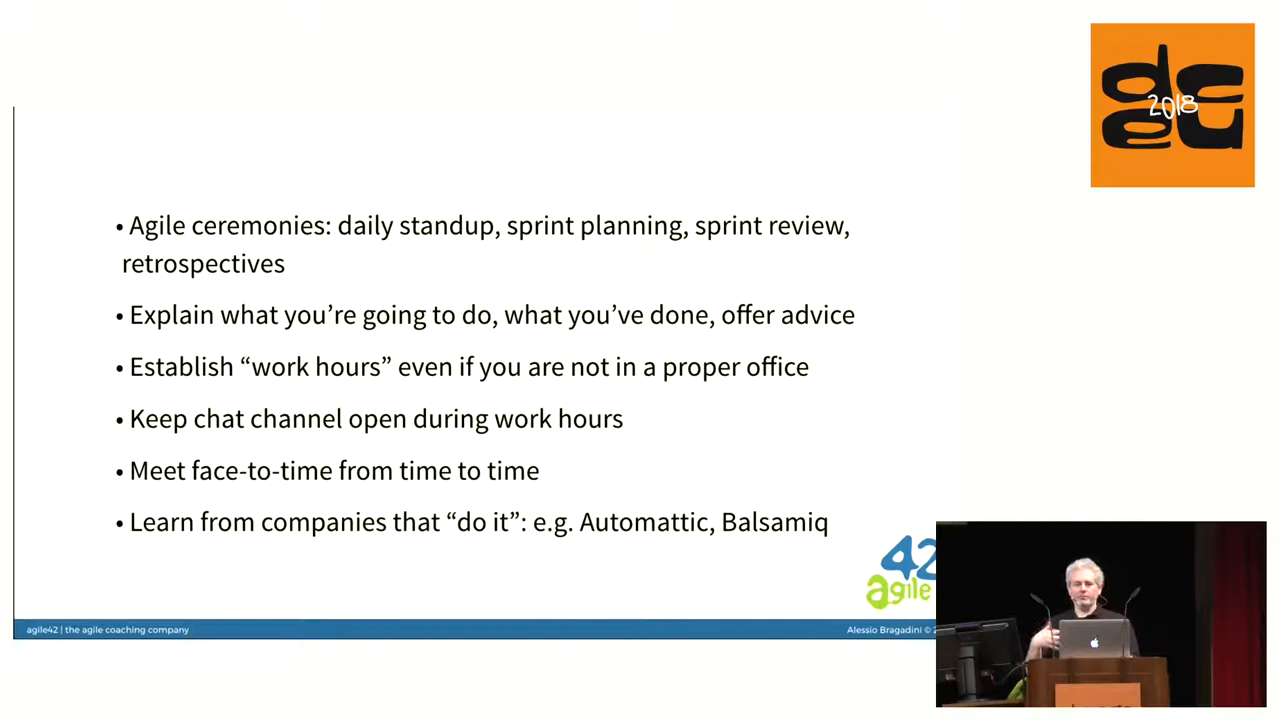 2018
• Agile ceremonies: daily standup, sprint planning, sprint review,
retrospectives
• Explain what you’re going to do, what you’ve done, offer advice
• Establish “work hours” even if you are not in a proper office
• Keep chat channel open during work hours
• Meet face-to-time from time to time
• Learn from companies that “do it”: e.g. Automattic, Balsamiq
42
agile
agile42 | the agile coaching company
Alessio Bragadini © 2